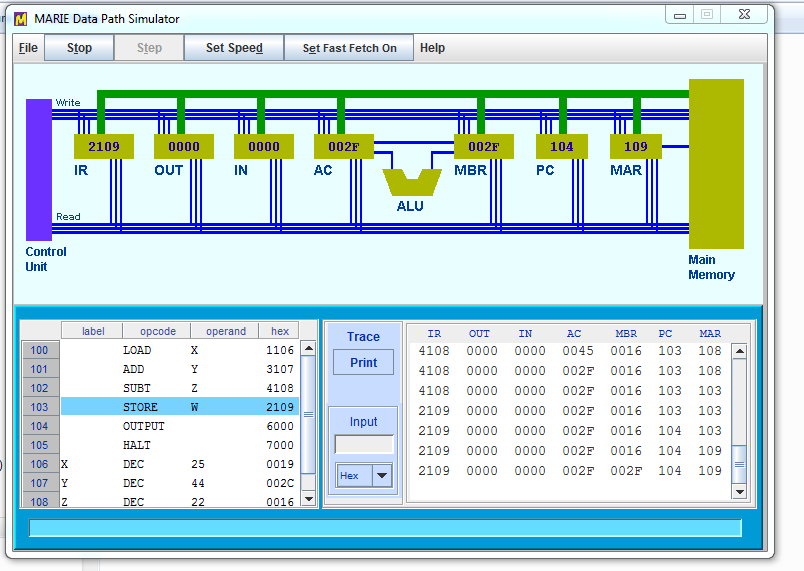 MARIE Data Path Simulator
File Stop Step Set Speed Set Fast Fetch On Help
Write
2109 0000 0000 002F 002F 104 109
IR OUT IN AC MBR PC MAR
ALU
Read
Control
Unit
Main
Memory
label opcode operand hex
100 LOAD X 1106
101 ADD Y 3107
102 SUBT Z 4108
103 STORE W 2109
104 OUTPUT 6000
105 HALT 7000
106 X DEC 25 0019
107 Y DEC 44 002C
108 Z DEC 22 0016
Trace
Print
Input
Hex
IR OUT IN AC MBR PC MAR
4108 0000 0000 0045 0016 103 108
4108 0000 0000 002F 0016 103 108
4108 0000 0000 002F 0016 103 103
2109 0000 0000 002F 0016 103 103
2109 0000 0000 002F 0016 104 103
2109 0000 0000 002F 0016 104 109
2109 0000 0000 002F 002F 104 109